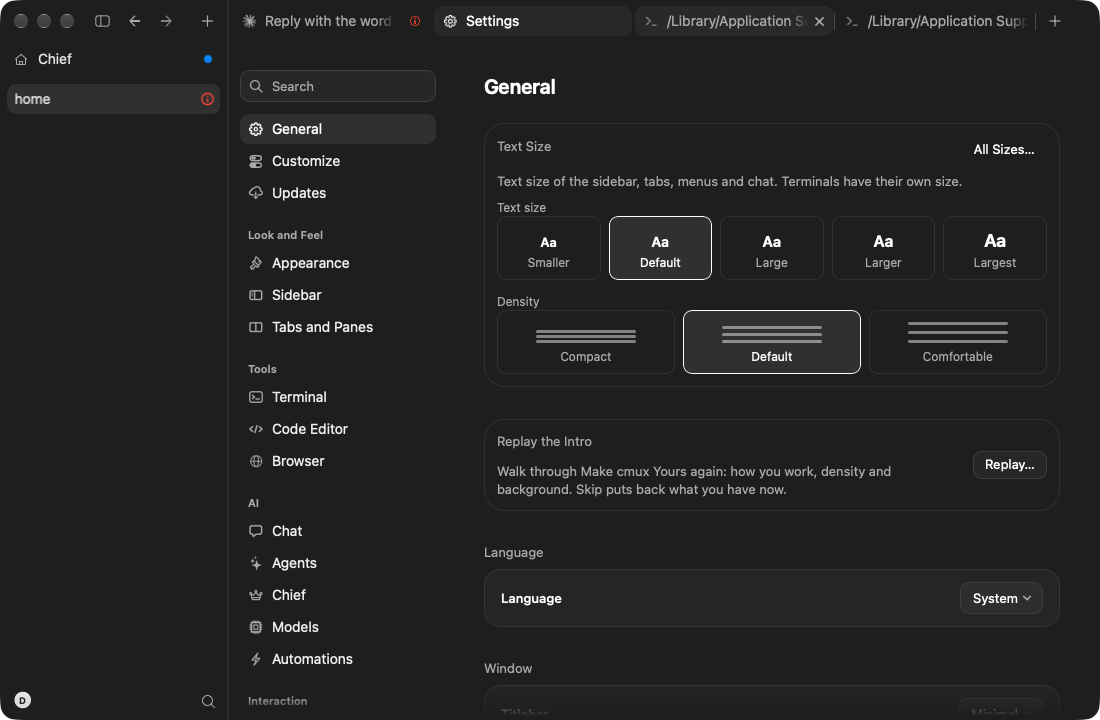 Reply with the word
Settings
/Library/Application S
/Library/Application Supp
Chief
home
Search
General
Customize
Updates
Look and Feel
Appearance
Sidebar
Tabs and Panes
Tools
Terminal
Code Editor
Browser
AI
Chat
Agents
Chief
Models
Automations
Interaction
D
General
Text Size
All Sizes...
Text size of the sidebar, tabs, menus and chat. Terminals have their own size.
Text size
Aa Aa Aa Aa Aa
Smaller Default Large Larger Largest
Density
Compact Default Comfortable
Replay the Intro
Walk through Make cmux Yours again: how you work, density and
background. Skip puts back what you have now.
Replay...
Language
Language
System
Window
Titlebar
Minimal